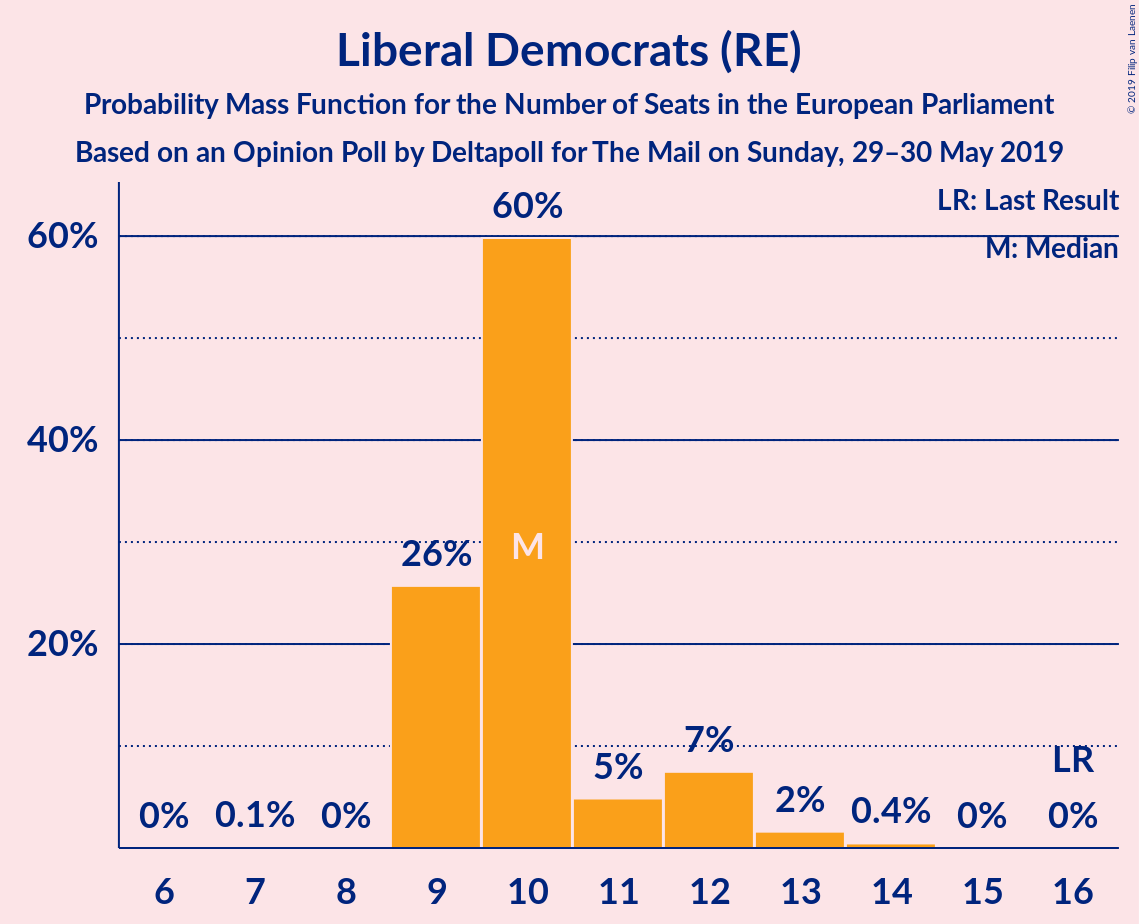 Liberal Democrats (RE)
Probability Mass Function for the Number of Seats in the European Parliament
Based on an Opinion Poll by Deltapoll for The Mail on Sunday, 29–30 May 2019
© 2019 Filip van Laenen
LR: Last Result
M: Median
60%
40%
20%
0%
0.1%
0%
26%
60%
M
5%
7%
2%
0.4%
0%
LR
0%
6 7 8 9 10 11 12 13 14 15 16